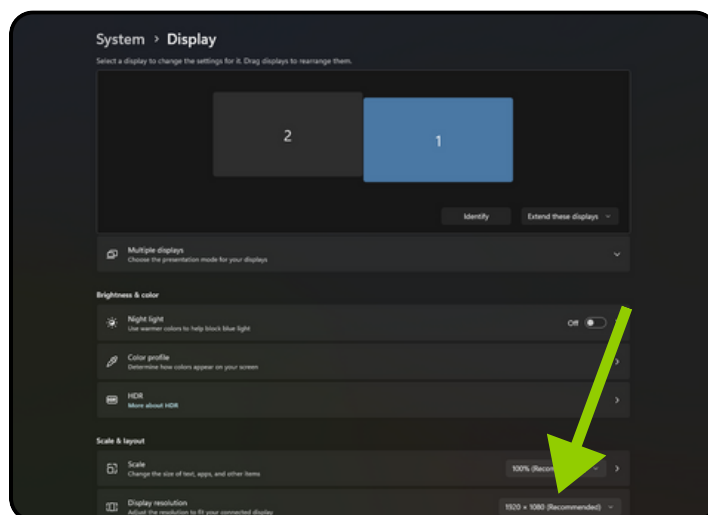 System > Display
Select a display to change the settings for it. Drag displays to rearrange them.
2
1
Identify
Extend these displays
Multiple displays
Choose the presentation mode for your displays
Brightness & color
Night light
Use warmer colors to help block blue light
Off
Color profile
Determine how colors appear on your screen
HDR
HDR
More about HDR
Scale & layout
Scale
Change the size of text, apps, and other items
100%
Display resolution
Adjust the resolution to fit your connected display
1920 × 1080 (Recommended)